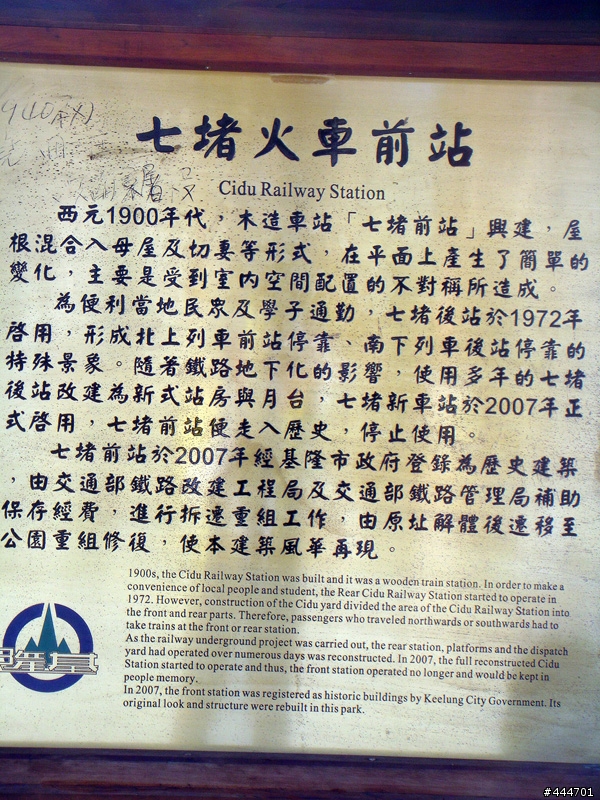 七堵火車前站
Cidu Railway Station
西元1900年代，木造車站「七堵前站」興建，屋
根混合入母屋及切妻等形式，在平面上產生了簡單的
變化，主要是受到室內空間配置的不對稱所造成。
為便利當地民眾及學子通勤，七堵後站於1972年
啓用，形成北上列車前站停靠、南下列車後站停靠的
特殊景象。隨著鐵路地下化的影響，使用多年的七堵
後站改建為新式站房與月台，七堵新車站於2007年正
式啓用，七堵前站便走入歷史，停止使用。
七堵前站於2007年經基隆市政府登錄為歷史建築
，由交通部鐵路改建工程局及交通部鐵路管理局補助
保存經費，進行拆遷重組工作，由原址解體後遷移至
公園重組修復，使本建築風華再現。
1900s, the Cidu Railway Station was built and it was a wooden train station. In order to make a
convenience of local people and student, the Rear Cidu Railway Station started to operate in
1972. However, construction of the Cidu yard divided the area of the Cidu Railway Station into
the front and rear parts. Therefore, passengers who traveled northwards or southwards had to
take trains at the front or rear station.
As the railway underground project was carried out, the rear station, platforms and the dispatch
yard had operated over numerous days was reconstructed. In 2007, the full reconstructed Cidu
Station started to operate and thus, the front station operated no longer and would be kept in
people memory.
In 2007, the front station was registered as historic buildings by Keelung City Government. Its
original look and structure were rebuilt in this park.
#444701